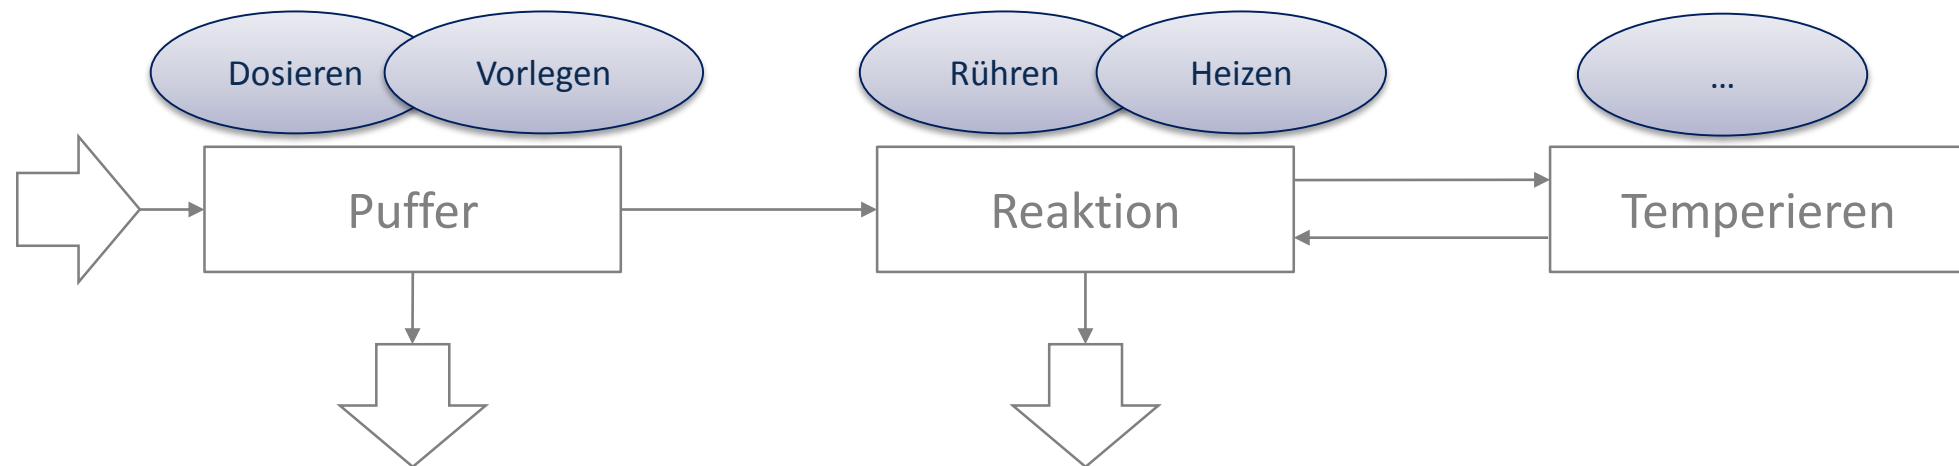 Dosieren
Vorlegen
Rühren
Heizen
...
Puffer
Reaktion
Temperieren